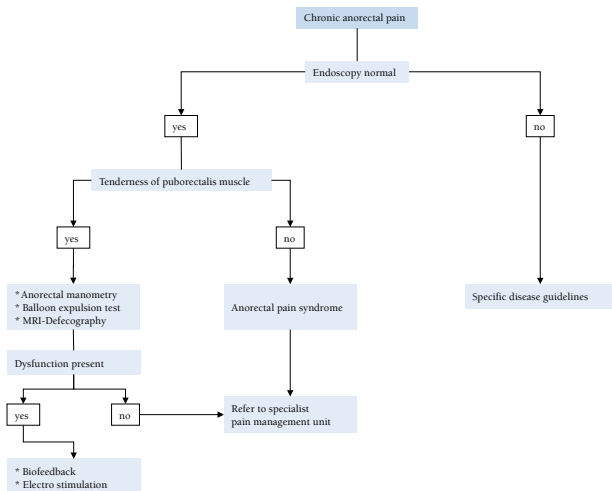 Chronic anorectal pain
Endoscopy normal
yes
no
Tenderness of puborectalis muscle
yes
no
* Anorectal manometry
* Balloon expulsion test
* MRI-Defecography
Anorectal pain syndrome
Specific disease guidelines
Dysfunction present
yes
no
Refer to specialist
pain management unit
* Biofeedback
* Electro stimulation